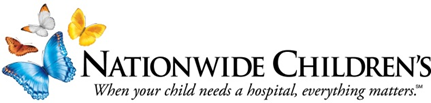 NATIONWIDE CHILDREN'S
When your child needs a hospital, everything matters.℠